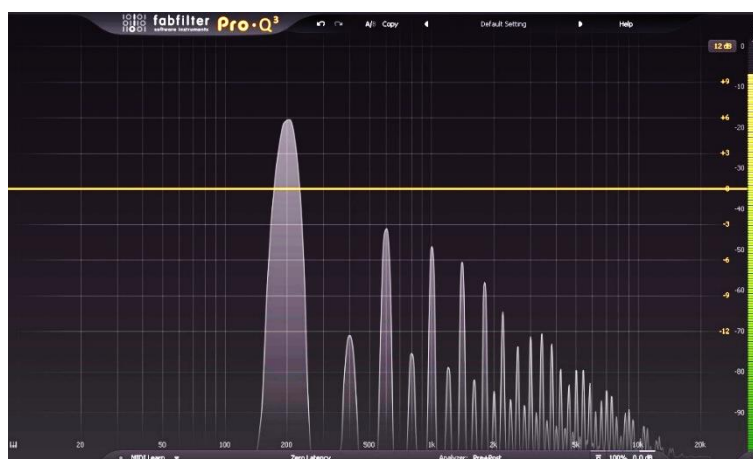 fabfilter Pro·Q³
software instruments
A/B Copy Default Setting Help
12 dB 0
+9 -10
+6 -20
+3 -30
0 -40
-3 -50
-6 -60
-9 -70
-12 -80
-90
20 50 100 200 500 1k 2k 5k 10k 20k
MIDI Learn Zero Latency Analyzer: Pre+Post 100% 0.0 dB